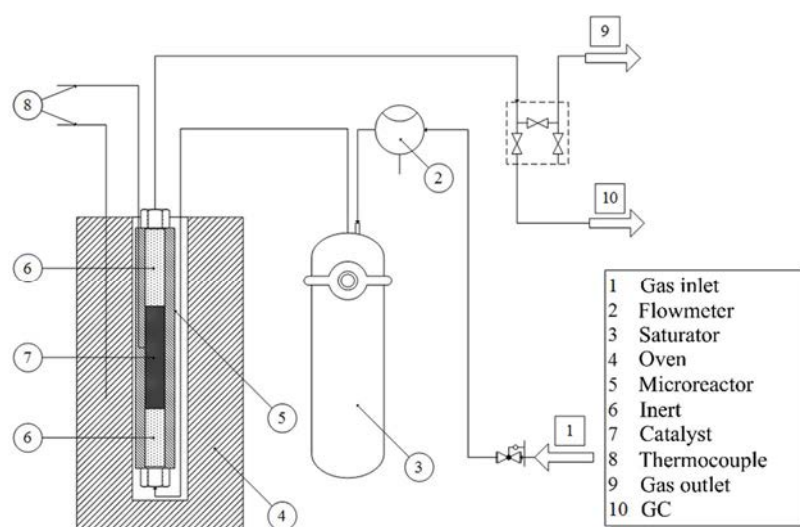 9
8
2
10
6
7
5
6
3
4
1
1 Gas inlet
2 Flowmeter
3 Saturator
4 Oven
5 Microreactor
6 Inert
7 Catalyst
8 Thermocouple
9 Gas outlet
10 GC